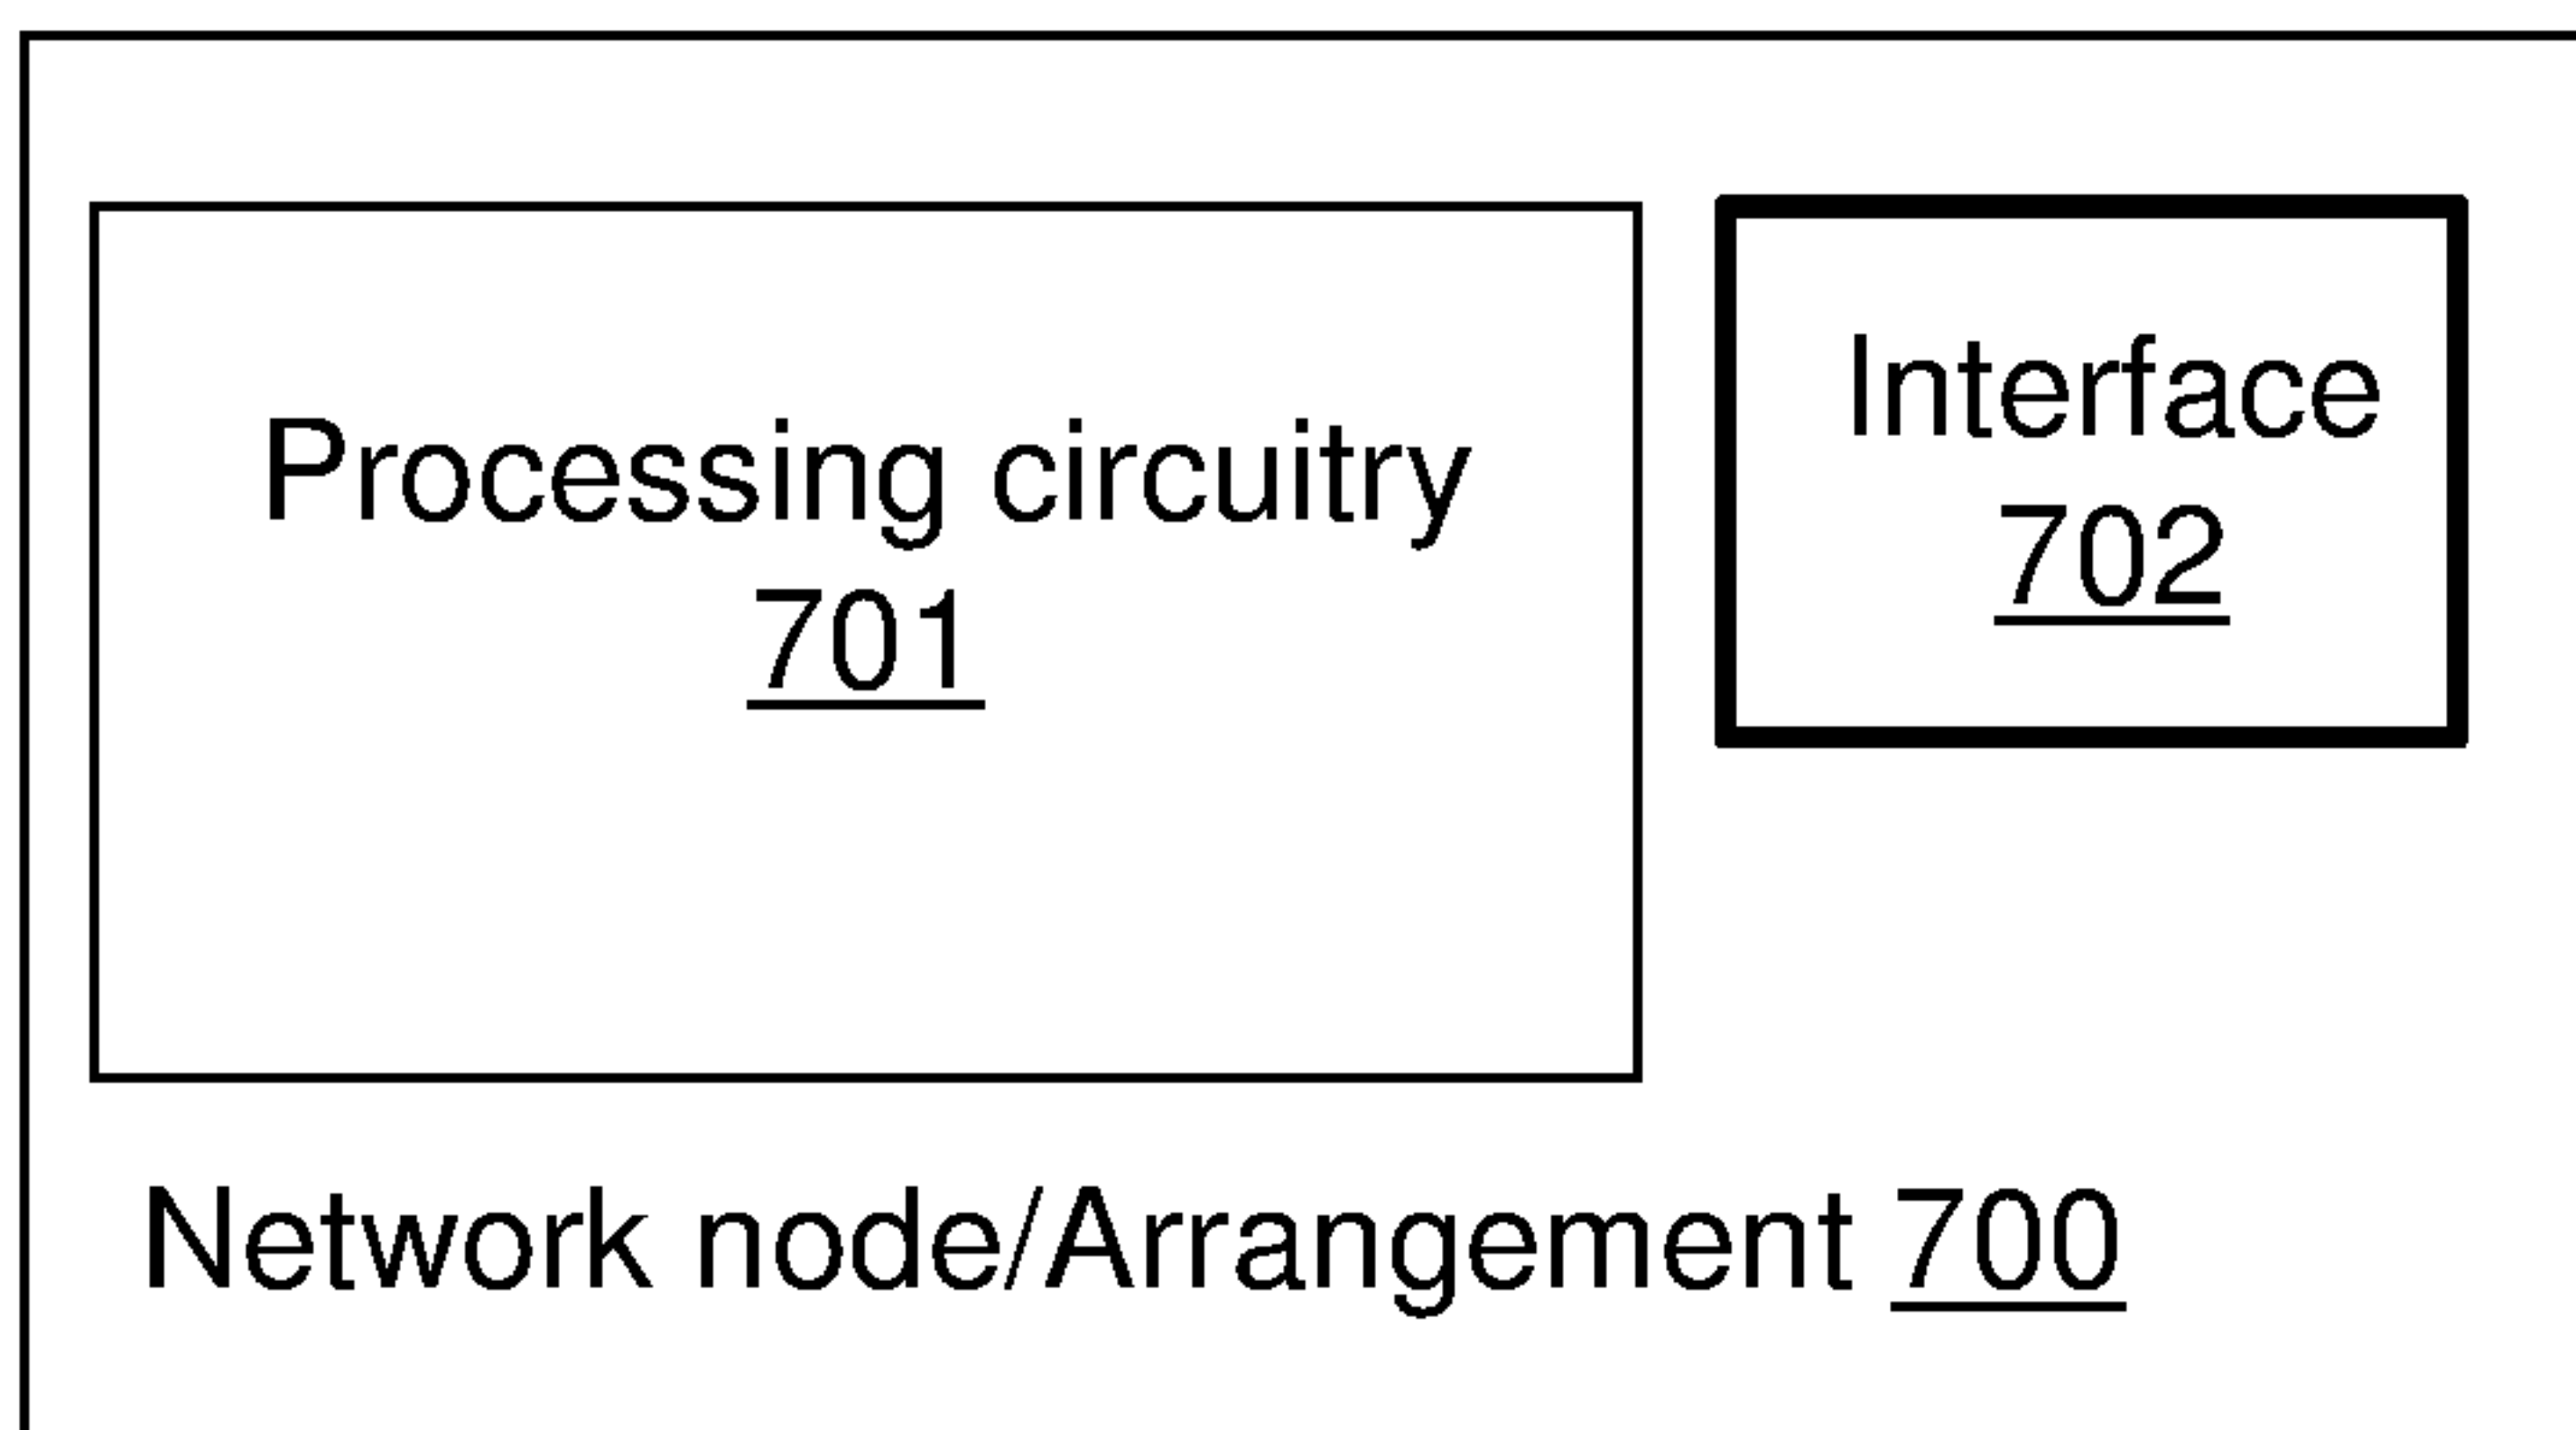 Processing circuitry
701
Interface
702
Network node/Arrangement 700